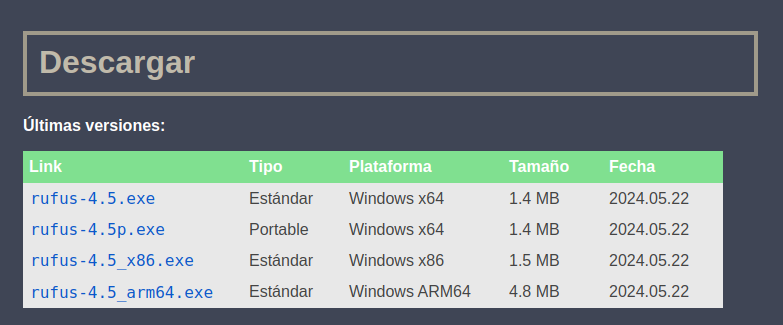 Descargar
Últimas versiones:
Link Tipo Plataforma Tamaño Fecha
rufus-4.5.exe Estándar Windows x64 1.4 MB 2024.05.22
rufus-4.5p.exe Portable Windows x64 1.4 MB 2024.05.22
rufus-4.5_x86.exe Estándar Windows x86 1.5 MB 2024.05.22
rufus-4.5_arm64.exe Estándar Windows ARM64 4.8 MB 2024.05.22